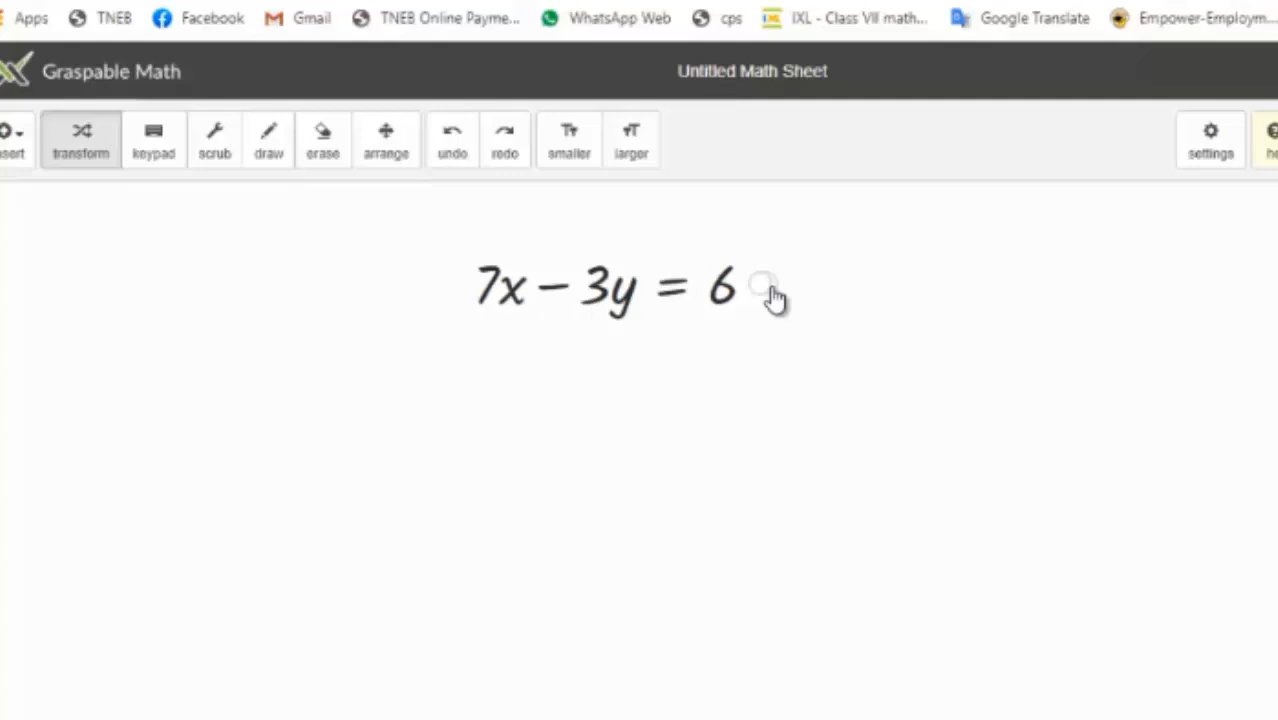 Apps TNEB Facebook Gmail TNEB Online Payme... WhatsApp Web cps IXL - Class VII math... Google Translate Empower-Employm...
Graspable Math Untitled Math Sheet
transform keypad scrub draw erase arrange undo redo smaller larger settings
7x − 3y = 6